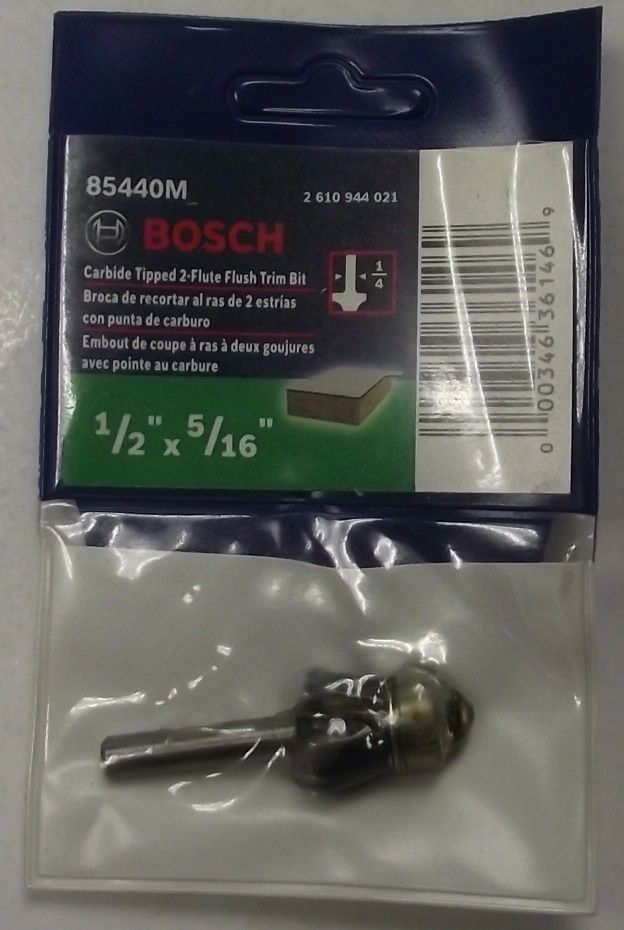 85440M
2 610 944 021
BOSCH
Carbide Tipped 2-Flute Flush Trim Bit
Broca de recortar al ras de 2 estrías
con punta de carburo
Embout de coupe à ras à deux goujures
avec pointe au carbure
1/4
1/2" x 5/16"
0 00346 36146 9